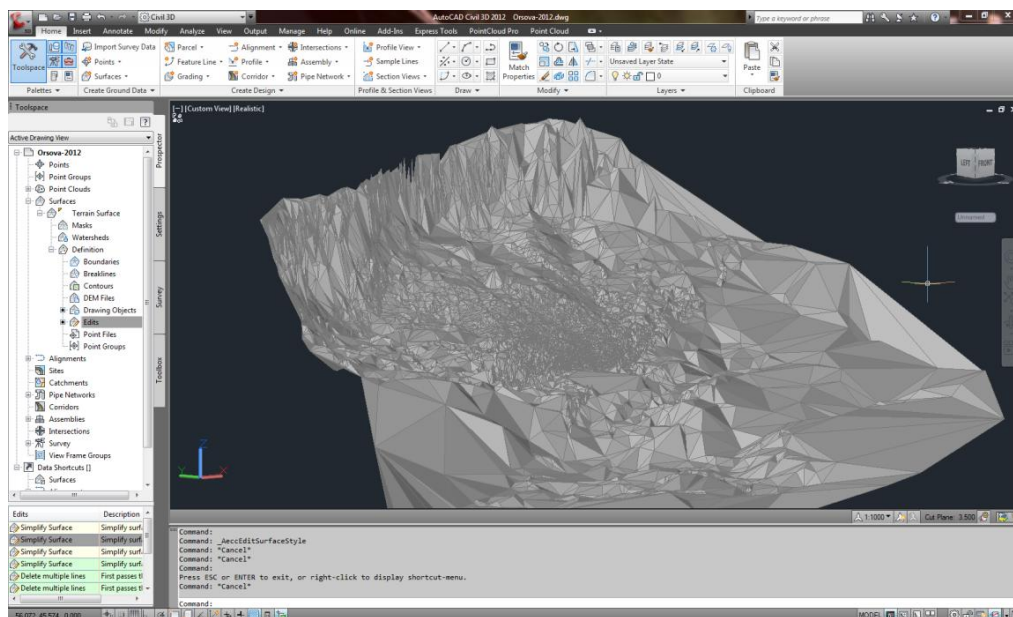 Civil 3D
AutoCAD Civil 3D 2012 Orsova-2012.dwg
Type a keyword or phrase
Home Insert Annotate Modify Analyze View Output Manage Help Online Add-Ins Express Tools PointCloud Pro Point Cloud
Toolspace
Import Survey Data
Points
Surfaces
Parcel
Feature Line
Grading
Alignment
Profile
Corridor
Intersections
Assembly
Pipe Network
Profile View
Sample Lines
Section Views
Match
Properties
Unsaved Layer State
0
Paste
Palettes Create Ground Data Create Design Profile & Section Views Draw Modify Layers Clipboard
Toolspace
Active Drawing View
Orsova-2012
Points
Point Groups
Point Clouds
Surfaces
Terrain Surface
Masks
Watersheds
Definition
Boundaries
Breaklines
Contours
DEM Files
Drawing Objects
Edits
Point Files
Point Groups
Alignments
Sites
Catchments
Pipe Networks
Corridors
Assemblies
Intersections
Survey
View Frame Groups
Data Shortcuts []
Surfaces
Prospector
Settings
Survey
Toolbox
[−] [Custom View] [Realistic]
LEFT FRONT
Unnamed
Z
Y X
Edits Description
Simplify Surface Simplify surf
Simplify Surface Simplify surf
Simplify Surface Simplify surf
Simplify Surface Simplify surf
Delete multiple lines First passes t
Delete multiple lines First passes t
1:1000 Cut Plane: 3.500
Command:
Command: _AeccEditSurfaceStyle
Command: *Cancel*
Command: *Cancel*
Command:
Press ESC or ENTER to exit, or right-click to display shortcut-menu.
Command: *Cancel*
Command:
MODEL